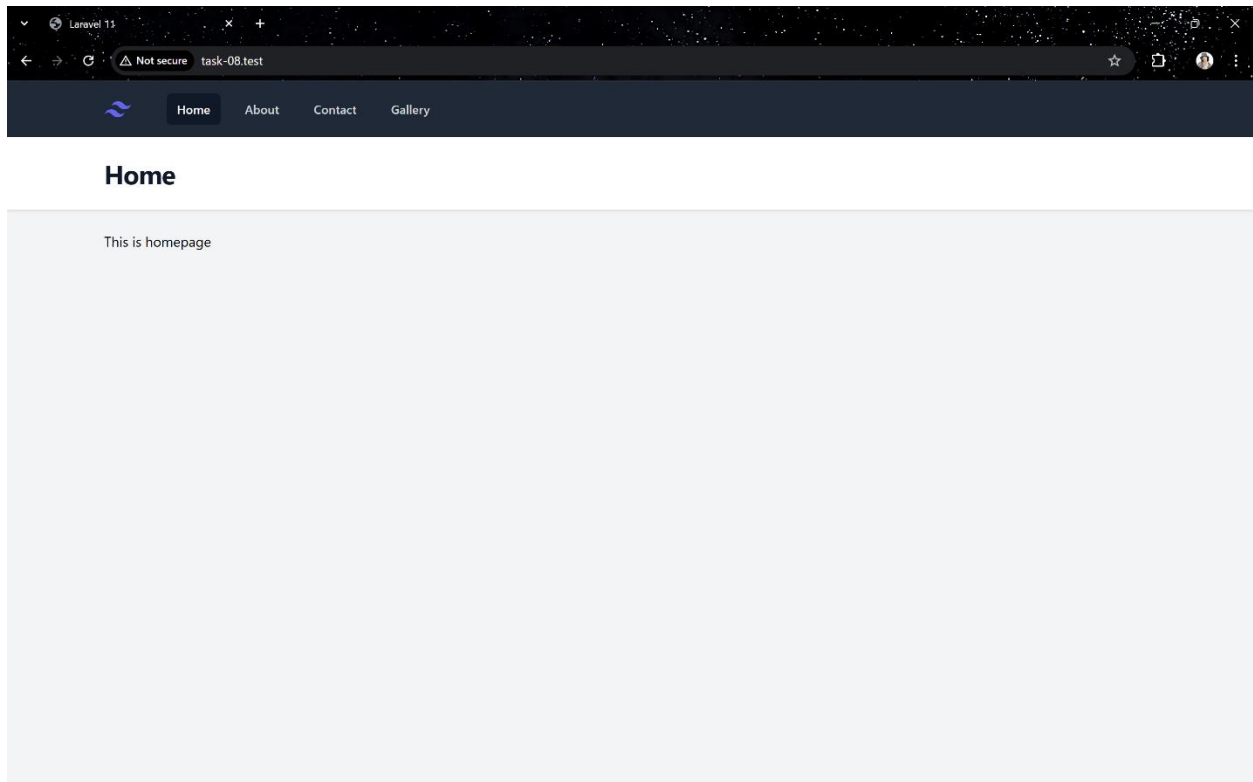 Laravel 11
Not secure task-08.test
Home About Contact Gallery
Home
This is homepage